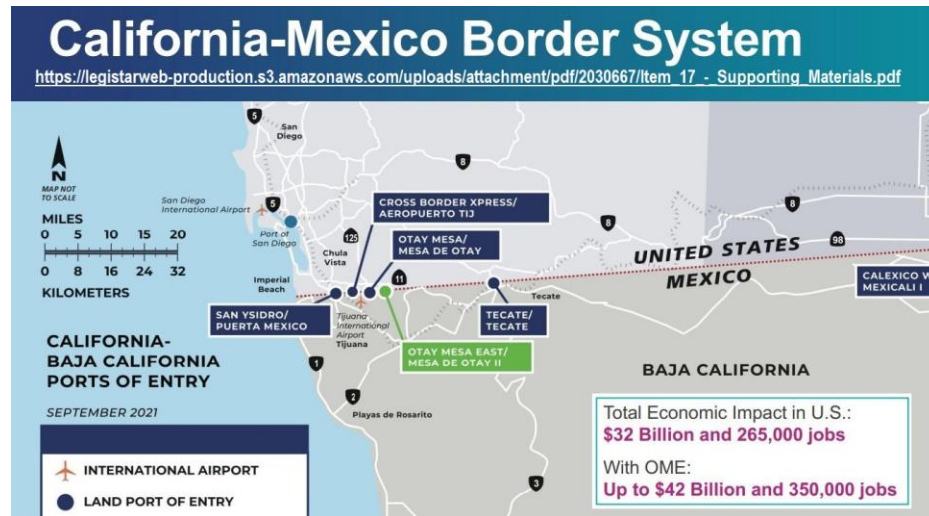 California-Mexico Border System
https://legistarweb-production.s3.amazonaws.com/uploads/attachment/pdf/2030667/Item_17_-_Supporting_Materials.pdf
5
San
Diego
N
MAP NOT
TO SCALE
8
San Diego
International Airport
5
CROSS BORDER XPRESS/
AEROPUERTO TIJ
8
8
MILES
0 5 10 15 20
8 16 24 32
KILOMETERS
Port of
San Diego
125
OTAY MESA/
MESA DE OTAY
Chula
Vista
98
UNITED STATES
MEXICO
Imperial
Beach
11
CALEXICO W
MEXICALI I
SAN YSIDRO/
PUERTA MEXICO
Tijuana
International
Airport
Tijuana
Tecate
TECATE/
TECATE
OTAY MESA EAST/
MESA DE OTAY II
CALIFORNIA-
BAJA CALIFORNIA
PORTS OF ENTRY
1
BAJA CALIFORNIA
SEPTEMBER 2021
2
Playas de Rosarito
Total Economic Impact in U.S.:
$32 Billion and 265,000 jobs
With OME:
Up to $42 Billion and 350,000 jobs
INTERNATIONAL AIRPORT
LAND PORT OF ENTRY
3